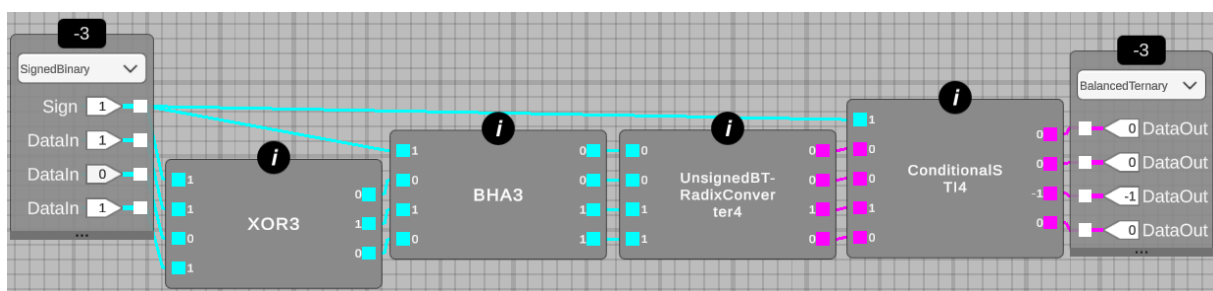 -3
SignedBinary
Sign 1
DataIn 1
DataIn 0
DataIn 1
...
i
XOR3
1
1
0
1
0
1
0
i
BHA3
1
0
1
0
0
0
1
1
i
UnsignedBT-
RadixConver
ter4
0
0
1
1
0
0
1
0
i
ConditionalS
TI4
1
0
0
1
0
0
0
-1
0
-3
BalancedTernary
0 DataOut
0 DataOut
-1 DataOut
0 DataOut
...